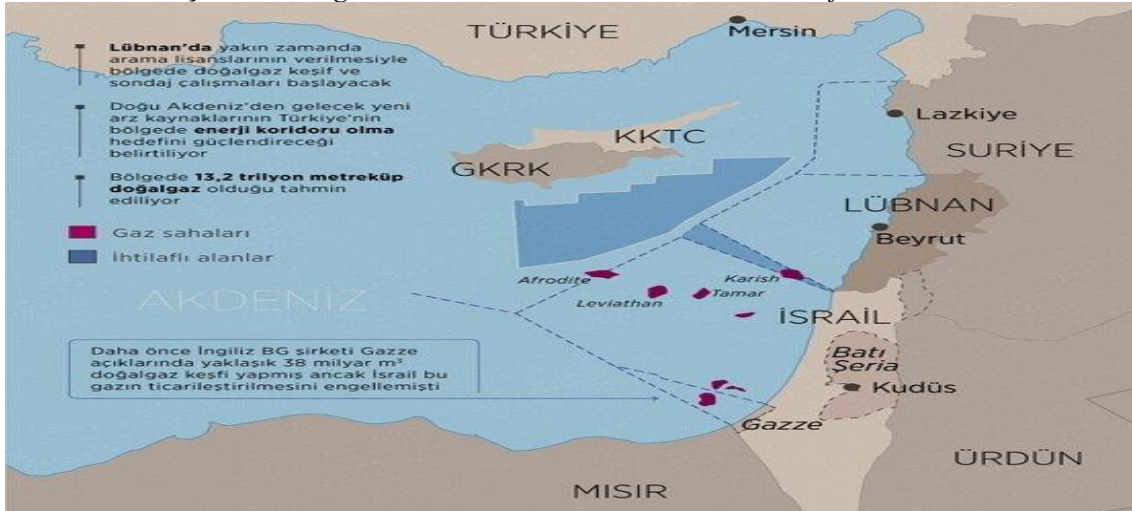 TÜRKİYE
Mersin
Lübnan'da yakın zamanda
arama lisanslarının verilmesiyle
bölgede doğalgaz keşif ve
sondaj çalışmaları başlayacak
Doğu Akdeniz'den gelecek yeni
arz kaynaklarının Türkiye'nin
bölgede enerji koridoru olma
hedefini güçlendireceği
belirtiliyor
Bölgede 13,2 trilyon metreküp
doğalgaz olduğu tahmin
ediliyor
Gaz sahaları
İhtilaflı alanlar
Lazkiye
KKTC
GKRK
SURİYE
LÜBNAN
Beyrut
Afrodite
Karish
Leviathan
Tamar
AKDENİZ
İSRAİL
Daha önce İngiliz BG şirketi Gazze
açıklarında yaklaşık 38 milyar m³
doğalgaz keşfi yapmış ancak İsrail bu
gazın ticarileştirilmesini engellemişti
Batı
Şeria
Kudüs
Gazze
ÜRDÜN
MISIR